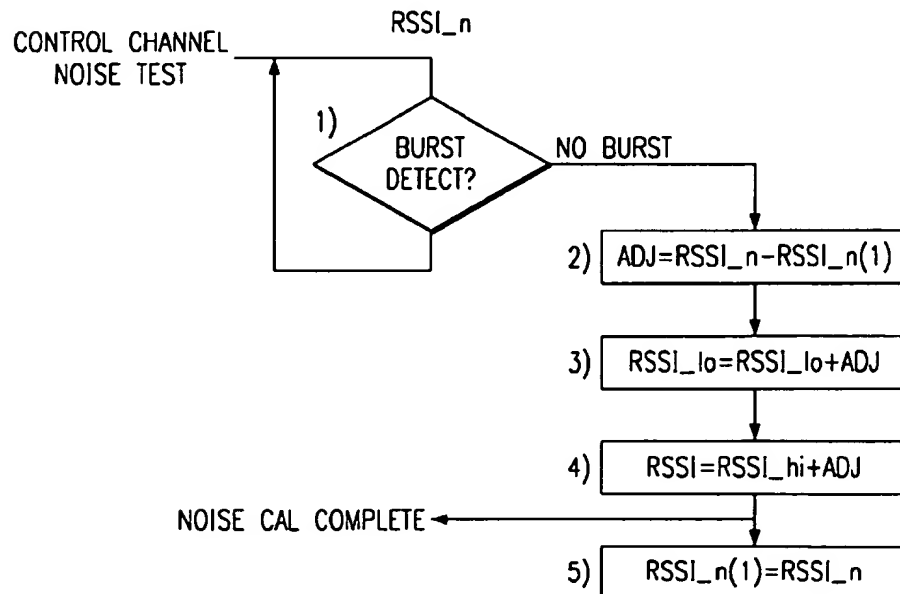 RSSI_n
CONTROL CHANNEL
NOISE TEST
1)
BURST
DETECT?
NO BURST
2) ADJ=RSSI_n-RSSI_n(1)
3) RSSI_lo=RSSI_lo+ADJ
4) RSSI=RSSI_hi+ADJ
NOISE CAL COMPLETE
5) RSSI_n(1)=RSSI_n